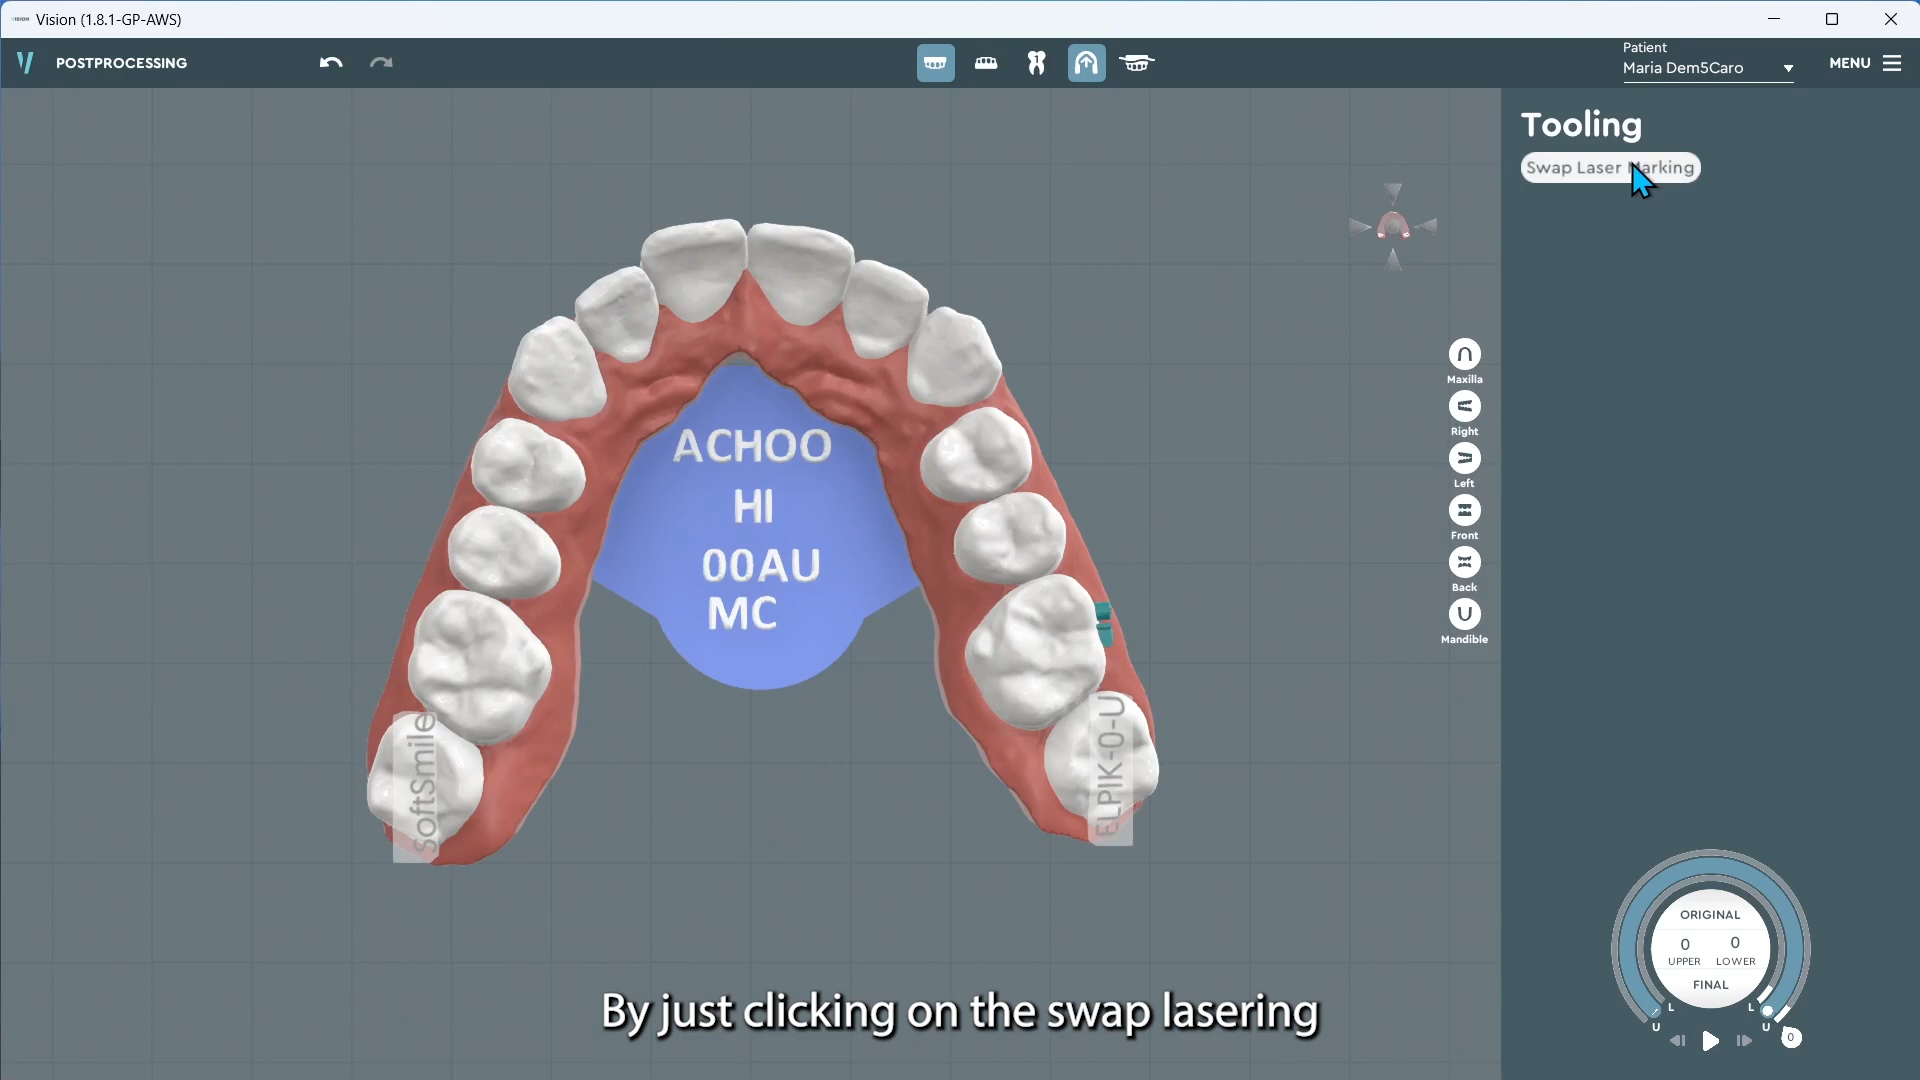 VISION Vision (1.8.1-GP-AWS)
POSTPROCESSING
Patient
Maria Dem5Caro
MENU
Tooling
Swap Laser Marking
ACHOO
HI
00AU
MC
SoftSmile
ELPIK-0-U
Maxilla
Right
Left
Front
Back
Mandible
ORIGINAL
0 0
UPPER LOWER
FINAL
L L
U U
0
By just clicking on the swap lasering